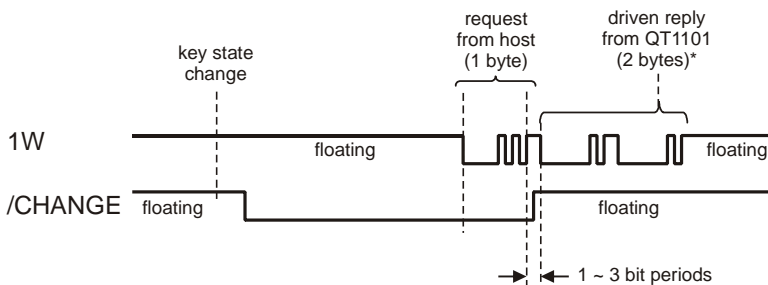 request
from host
(1 byte)
driven reply
from QT1101
(2 bytes)*
key state
change
1W
floating
floating
/CHANGE
floating
floating
1 ~ 3 bit periods